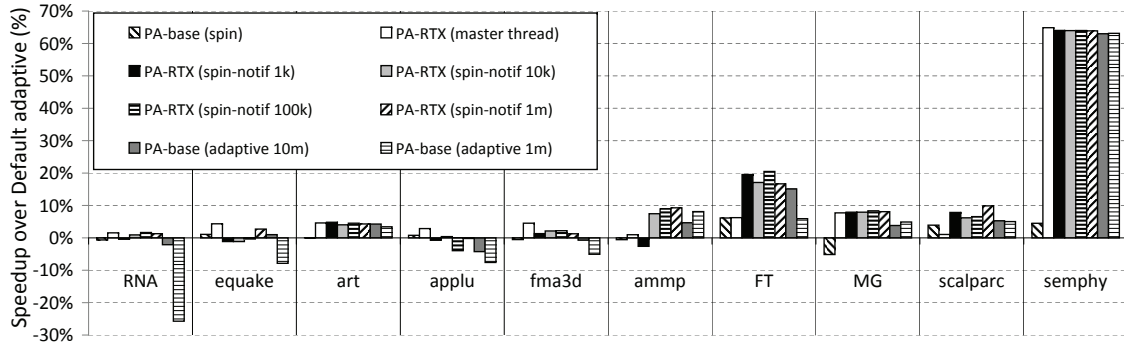 Speedup over Default adaptive (%)
70%
60%
50%
40%
30%
20%
10%
0%
-10%
-20%
-30%
PA-base (spin)
PA-RTX (master thread)
PA-RTX (spin-notif 1k)
PA-RTX (spin-notif 10k)
PA-RTX (spin-notif 100k)
PA-RTX (spin-notif 1m)
PA-base (adaptive 10m)
PA-base (adaptive 1m)
RNA equake art applu fma3d ammp FT MG scalparc semphy